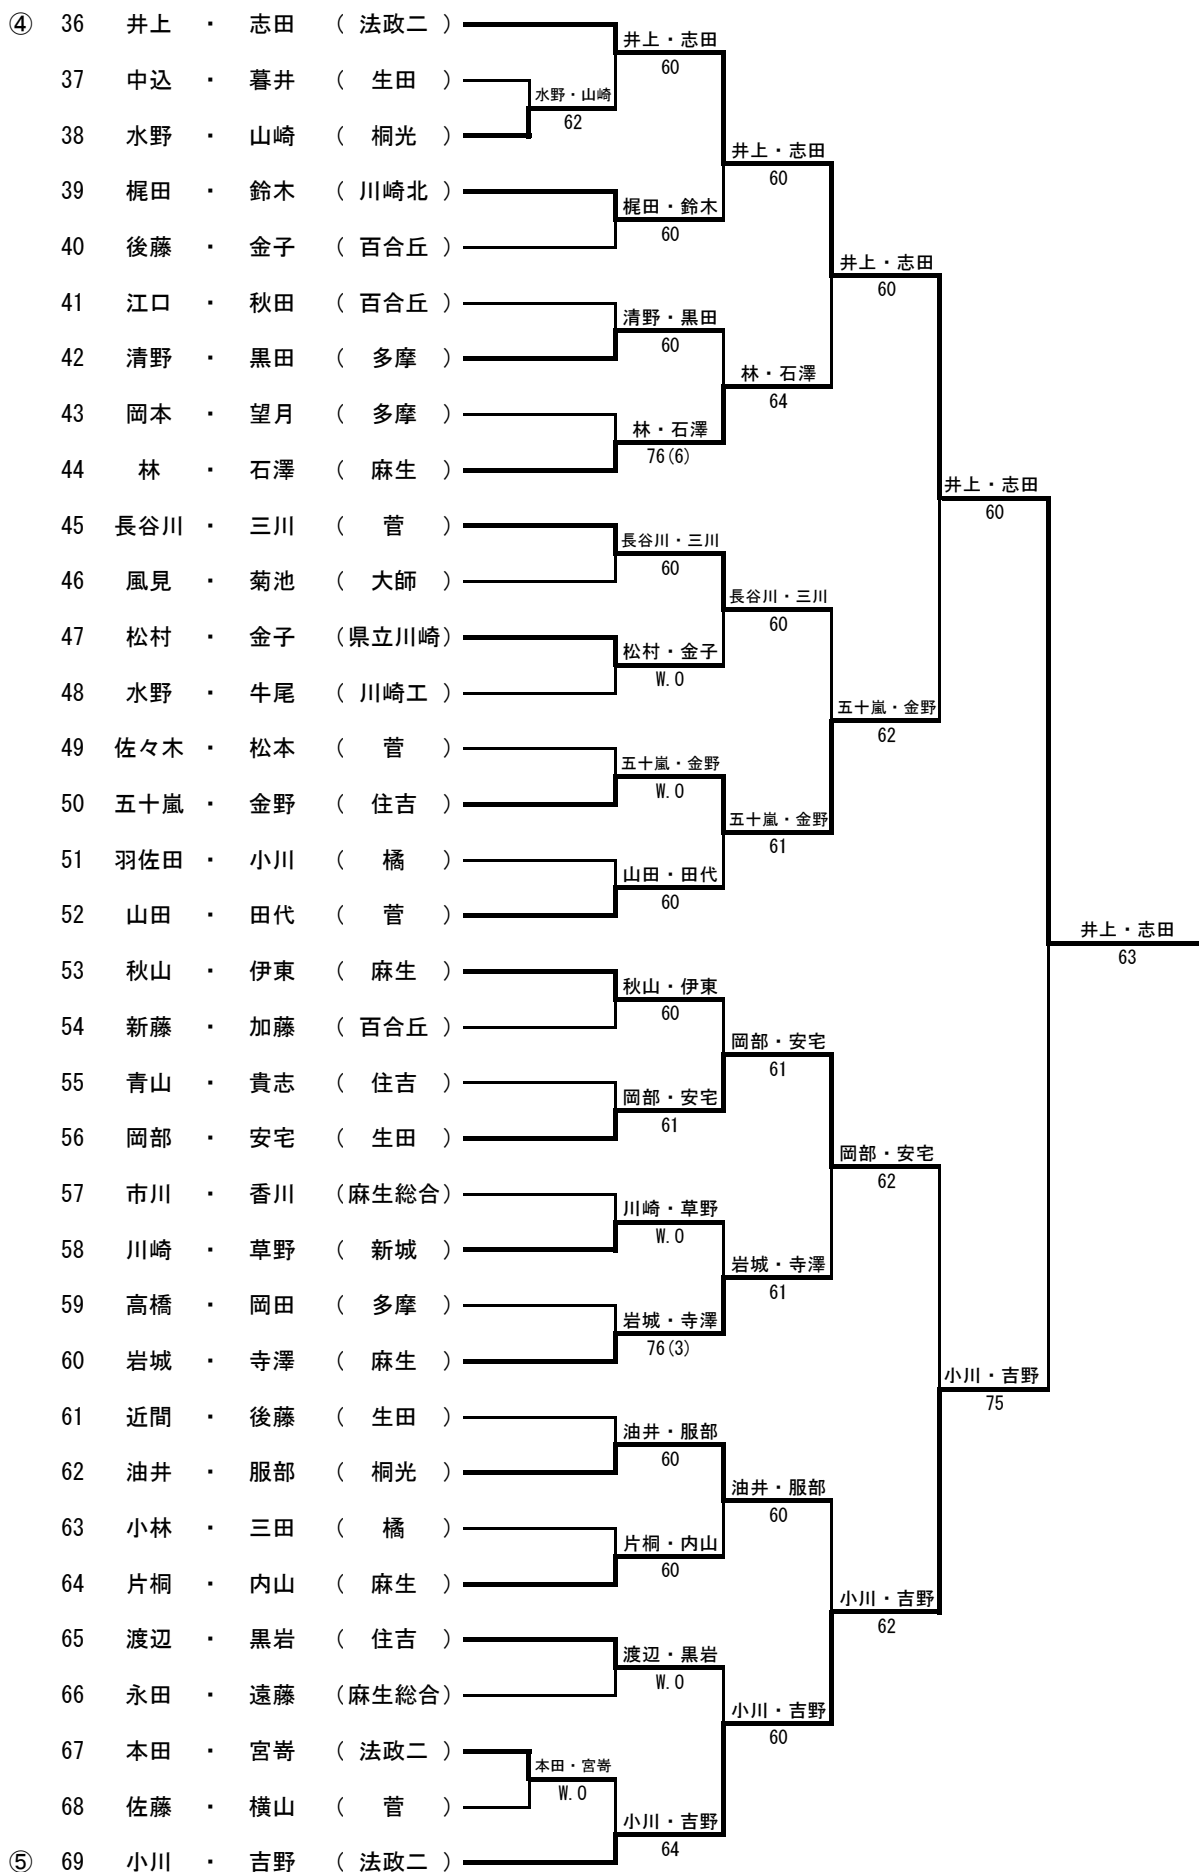 ④ 36 井上 ・ 志田 ( 法政二 )
井上・志田
60
37 中込 ・ 暮井 ( 生田 )
水野・山崎
62
38 水野 ・ 山崎 ( 桐光 )
井上・志田
60
39 梶田 ・ 鈴木 ( 川崎北 )
梶田・鈴木
60
40 後藤 ・ 金子 ( 百合丘 )
井上・志田
60
41 江口 ・ 秋田 ( 百合丘 )
清野・黒田
60
42 清野 ・ 黒田 ( 多摩 )
林・石澤
64
43 岡本 ・ 望月 ( 多摩 )
林・石澤
76(6)
44 林 ・ 石澤 ( 麻生 )
井上・志田
60
45 長谷川 ・ 三川 ( 菅 )
長谷川・三川
60
46 風見 ・ 菊池 ( 大師 )
長谷川・三川
60
47 松村 ・ 金子 (県立川崎)
松村・金子
W.O
48 水野 ・ 牛尾 ( 川崎工 )
五十嵐・金野
62
49 佐々木 ・ 松本 ( 菅 )
五十嵐・金野
W.O
50 五十嵐 ・ 金野 ( 住吉 )
五十嵐・金野
61
51 羽佐田 ・ 小川 ( 橘 )
山田・田代
60
52 山田 ・ 田代 ( 菅 )
井上・志田
63
53 秋山 ・ 伊東 ( 麻生 )
秋山・伊東
60
54 新藤 ・ 加藤 ( 百合丘 )
岡部・安宅
61
55 青山 ・ 貴志 ( 住吉 )
岡部・安宅
61
56 岡部 ・ 安宅 ( 生田 )
岡部・安宅
62
57 市川 ・ 香川 (麻生総合)
川崎・草野
W.O
58 川崎 ・ 草野 ( 新城 )
岩城・寺澤
61
59 高橋 ・ 岡田 ( 多摩 )
岩城・寺澤
76(3)
60 岩城 ・ 寺澤 ( 麻生 )
小川・吉野
75
61 近間 ・ 後藤 ( 生田 )
油井・服部
60
62 油井 ・ 服部 ( 桐光 )
油井・服部
60
63 小林 ・ 三田 ( 橘 )
片桐・内山
60
64 片桐 ・ 内山 ( 麻生 )
小川・吉野
62
65 渡辺 ・ 黒岩 ( 住吉 )
渡辺・黒岩
W.O
66 永田 ・ 遠藤 (麻生総合)
小川・吉野
60
67 本田 ・ 宮嵜 ( 法政二 )
本田・宮嵜
W.O
68 佐藤 ・ 横山 ( 菅 )
小川・吉野
64
⑤ 69 小川 ・ 吉野 ( 法政二 )